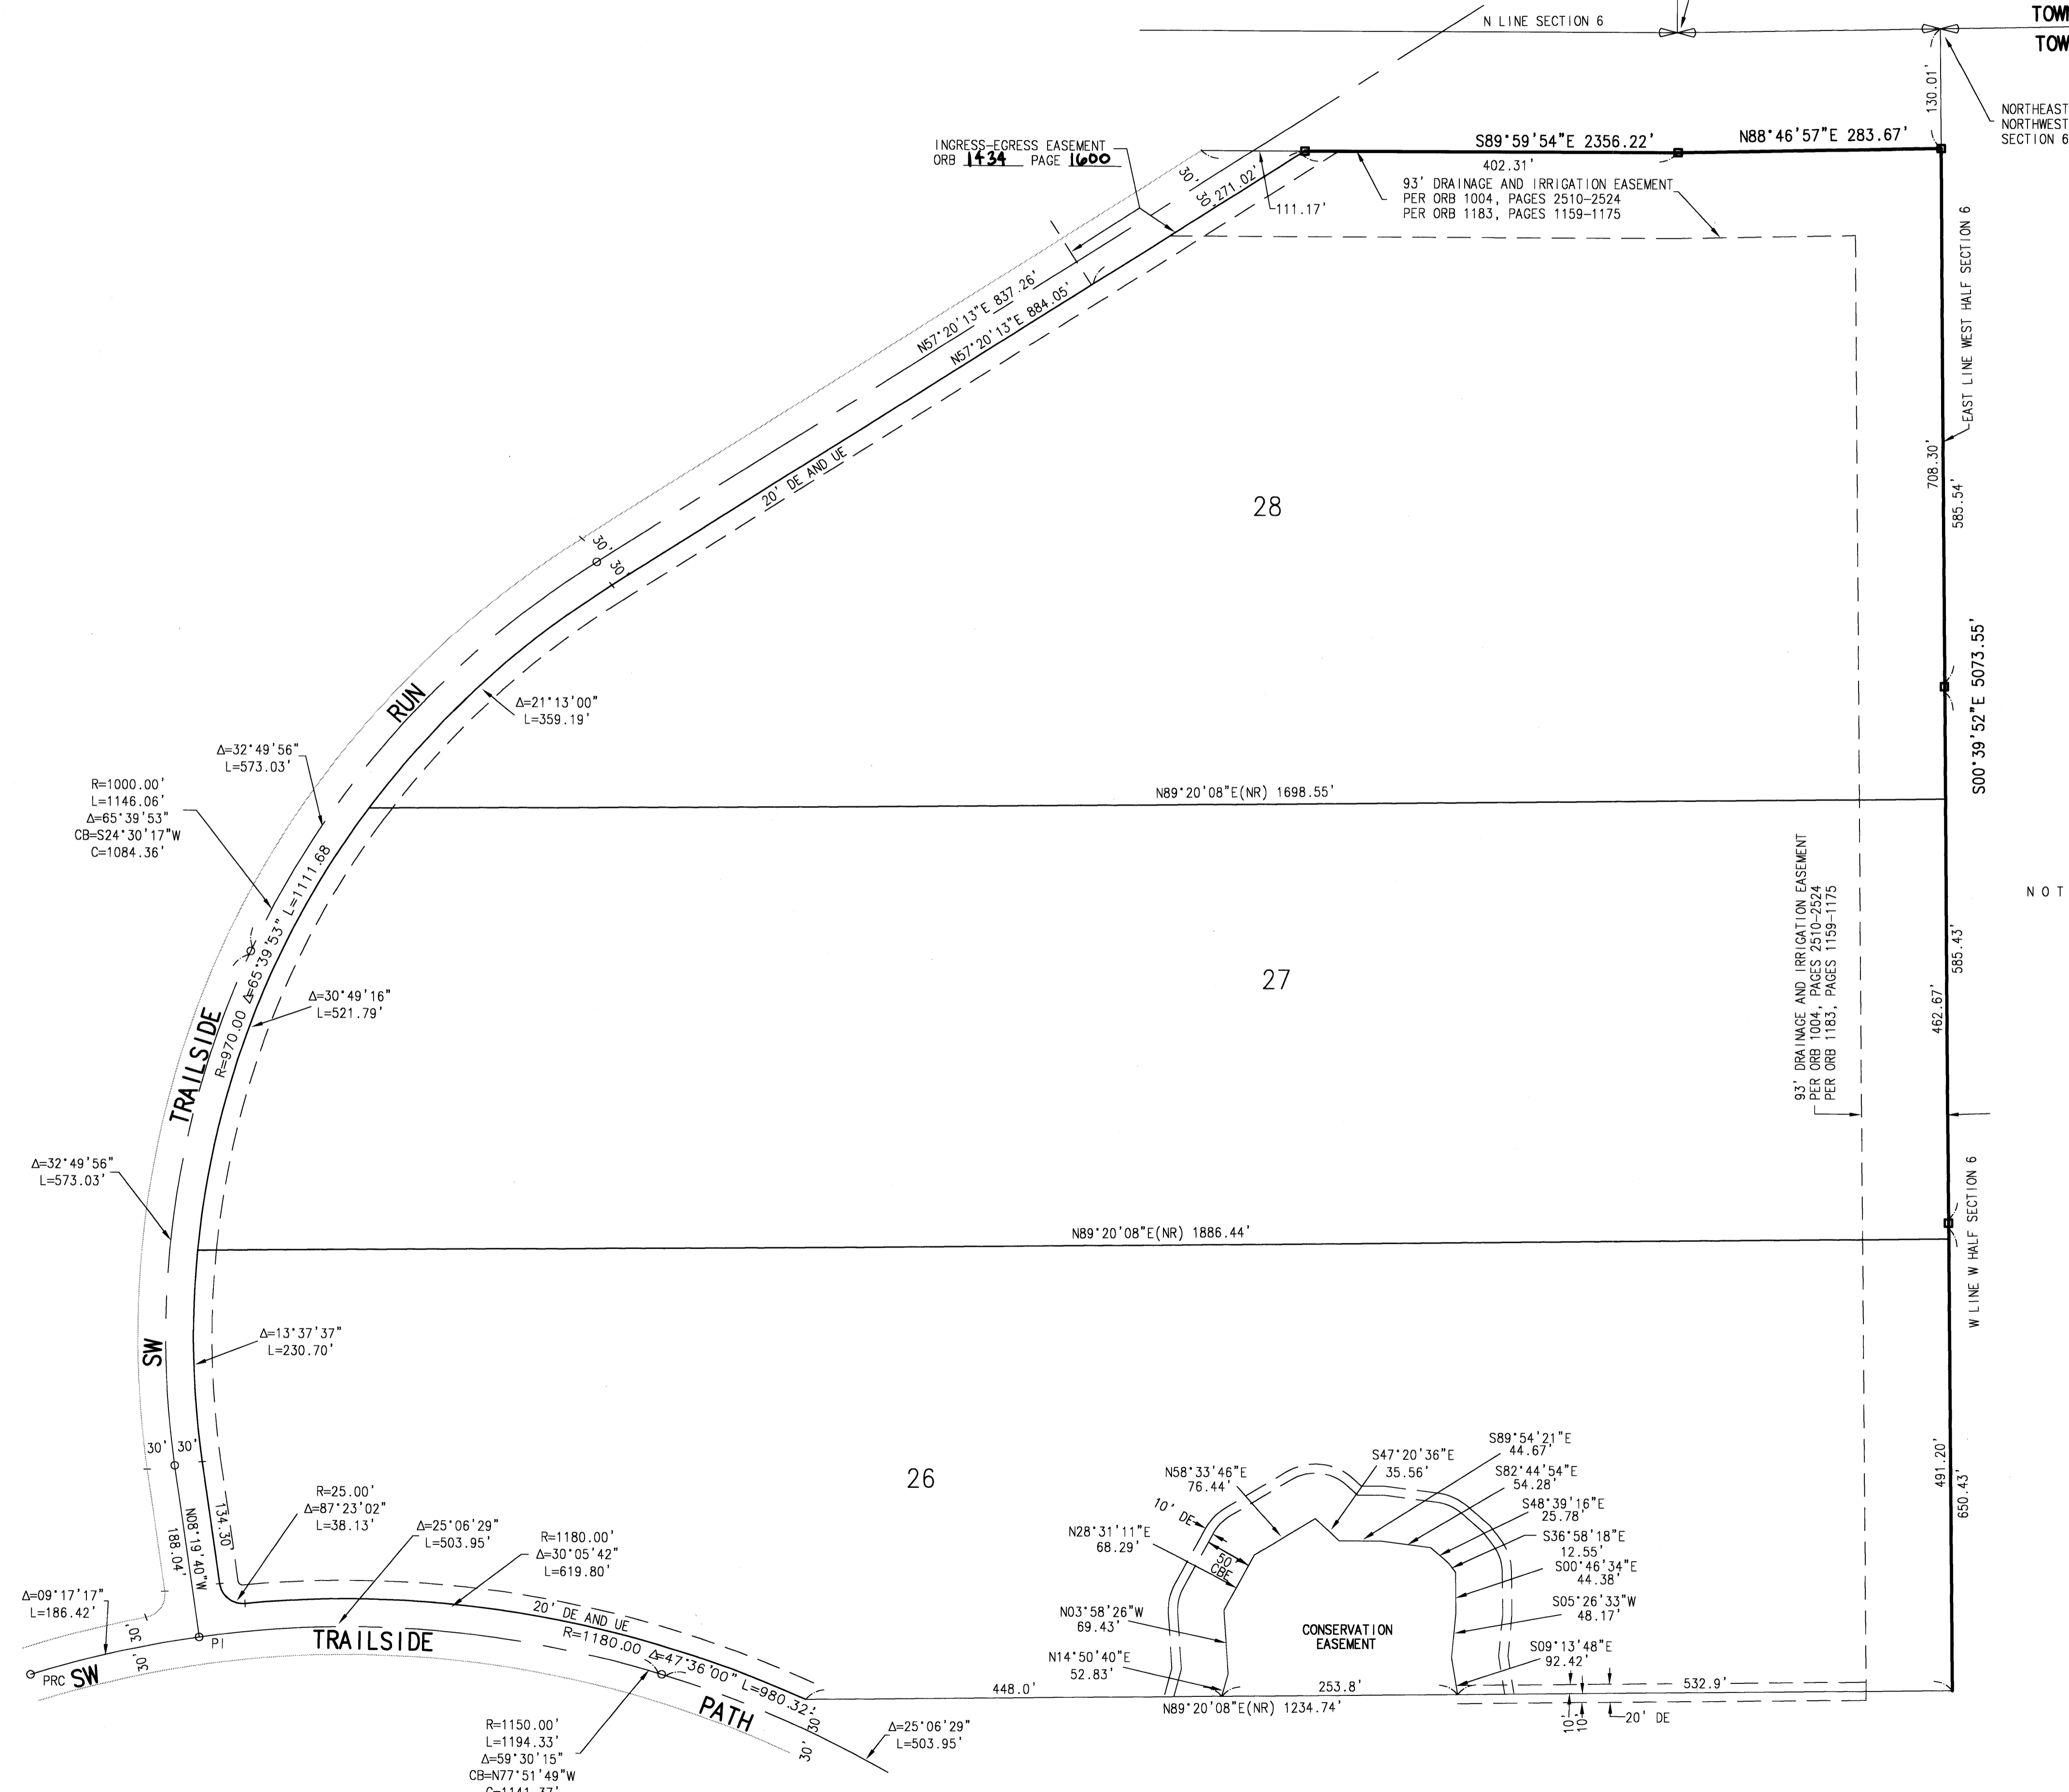 N LINE SECTION 6
TOW
TOW
130.01'
NORTHEAST
NORTHWEST
SECTION 6
INGRESS-EGRESS EASEMENT
ORB 1434 PAGE 1600
S89°59'54"E 2356.22'
N88°46'57"E 283.67'
402.31'
30'
30'
271.02'
111.17'
93' DRAINAGE AND IRRIGATION EASEMENT
PER ORB 1004, PAGES 2510-2524
PER ORB 1183, PAGES 1159-1175
EAST LINE WEST HALF SECTION 6
N57°20'13"E 837.26'
N57°20'13"E 884.05'
20' DE AND UE
708.30'
585.54'
28
30'
30'
S00°39'52"E 5073.55'
RUN
Δ=21°13'00"
L=359.19'
Δ=32°49'56"
L=573.03'
R=1000.00'
L=1146.06'
Δ=65°39'53"
CB=S24°30'17"W
C=1084.36'
N89°20'08"E(NR) 1698.55'
R=970.00 Δ=65°39'53" L=1111.68
93' DRAINAGE AND IRRIGATION EASEMENT
PER ORB 1004, PAGES 2510-2524
PER ORB 1183, PAGES 1159-1175
NOT
27
585.43'
462.67'
Δ=30°49'16"
L=521.79'
TRAILSIDE
Δ=32°49'56"
L=573.03'
N89°20'08"E(NR) 1886.44'
W LINE W HALF SECTION 6
SW
Δ=13°37'37"
L=230.70'
30'
30'
26
491.20'
650.43'
N08°19'40"W
188.04'
134.30'
R=25.00'
Δ=87°23'02"
L=38.13'
Δ=25°06'29"
L=503.95'
R=1180.00'
Δ=30°05'42"
L=619.80'
N58°33'46"E
76.44'
S47°20'36"E
35.56'
S89°54'21"E
44.67'
S82°44'54"E
54.28'
S48°39'16"E
25.78'
S36°58'18"E
12.55'
S00°46'34"E
44.38'
S05°26'33"W
48.17'
S09°13'48"E
92.42'
10' DE
50'
CBE
N28°31'11"E
68.29'
N03°58'26"W
69.43'
N14°50'40"E
52.83'
CONSERVATION
EASEMENT
Δ=09°17'17"
L=186.42'
30'
30'
PI
PRC
SW
TRAILSIDE
20' DE AND UE
R=1180.00 Δ=47°36'00" L=980.32'
PATH
30'
30'
448.0'
253.8'
532.9'
N89°20'08"E(NR) 1234.74'
10'
10'
20' DE
Δ=25°06'29"
L=503.95'
R=1150.00'
L=1194.33'
Δ=59°30'15"
CB=N77°51'49"W
C=1141.37'